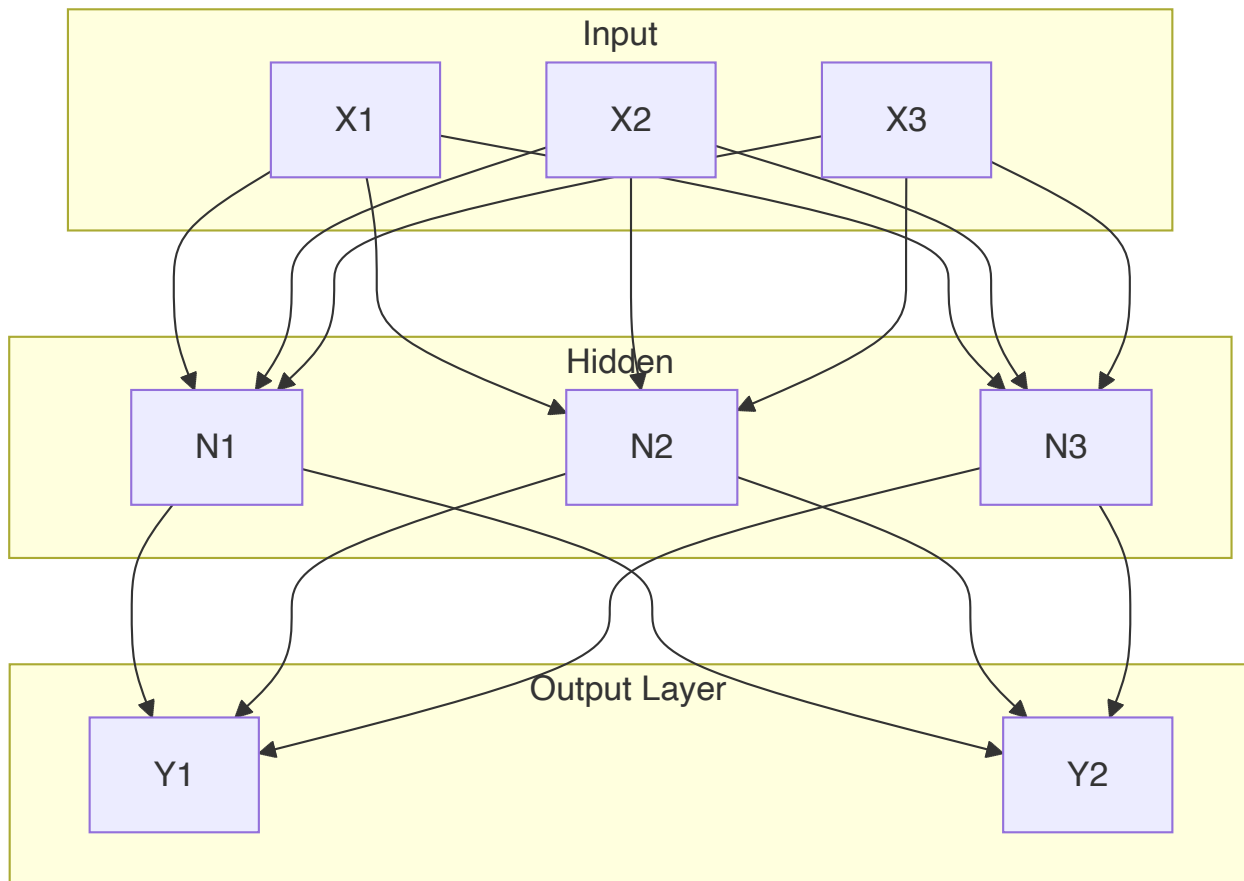 Input
X1 X2 X3
Hidden
N1 N2 N3
Output Layer
Y1 Y2